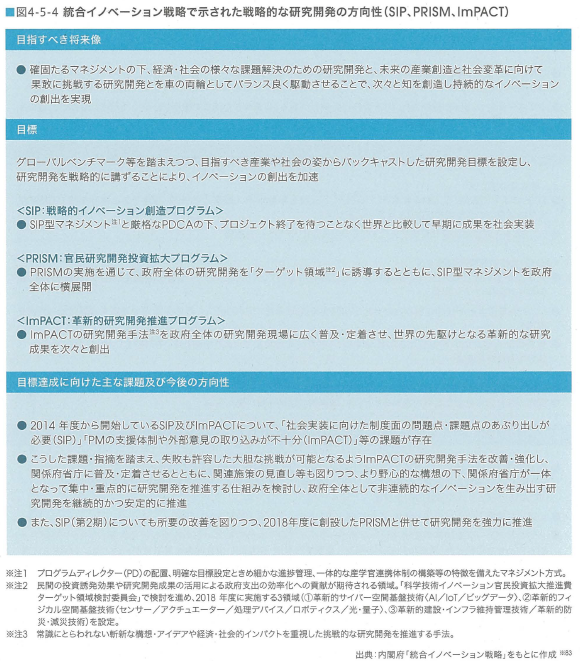 ■図4-5-4 統合イノベーション戦略で示された戦略的な研究開発の方向性(SIP、PRISM、ImPACT)
目指すべき将来像
● 確固たるマネジメントの下、経済・社会の様々な課題解決のための研究開発と、未来の産業創造と社会変革に向けて
果敢に挑戦する研究開発とを車の両輪としてバランス良く駆動させることで、次々と知を創造し持続的なイノベーション
の創出を実現
目標
グローバルベンチマーク等を踏まえつつ、目指すべき産業や社会の姿からバックキャストした研究開発目標を設定し、
研究開発を戦略的に講ずることにより、イノベーションの創出を加速
<SIP:戦略的イノベーション創造プログラム>
● SIP型マネジメント注1と厳格なPDCAの下、プロジェクト終了を待つことなく世界と比較して早期に成果を社会実装
<PRISM:官民研究開発投資拡大プログラム>
● PRISMの実施を通じて、政府全体の研究開発を「ターゲット領域注2」に誘導するとともに、SIP型マネジメントを政府
全体に横展開
<ImPACT:革新的研究開発推進プログラム>
● ImPACTの研究開発手法注3を政府全体の研究開発現場に広く普及・定着させ、世界の先駆けとなる革新的な研究
成果を次々と創出
目標達成に向けた主な課題及び今後の方向性
● 2014 年度から開始しているSIP及びImPACTについて、「社会実装に向けた制度面の問題点・課題点のあぶり出しが
必要(SIP)」「PMの支援体制や外部意見の取り込みが不十分(ImPACT)」等の課題が存在
● こうした課題・指摘を踏まえ、失敗も許容した大胆な挑戦が可能となるようImPACTの研究開発手法を改善・強化し、
関係府省庁に普及・定着させるとともに、関連施策の見直し等も図りつつ、より野心的な構想の下、関係府省庁が一体
となって集中・重点的に研究開発を推進する仕組みを検討し、政府全体として非連続的なイノベーションを生み出す研
究開発を継続的かつ安定的に推進
● また、SIP(第2期)についても所要の改善を図りつつ、2018年度に創設したPRISMと併せて研究開発を強力に推進
※注1 プログラムディレクター(PD)の配置、明確な目標設定ときめ細かな進捗管理、一体的な産学官連携体制の構築等の特徴を備えたマネジメント方式。
※注2 民間の投資誘発効果や研究開発成果の活用による政府支出の効率化への貢献が期待される領域。「科学技術イノベーション官民投資拡大推進費
ターゲット領域検討委員会」で検討を進め、2018 年度に実施する3領域(①革新的サイバー空間基盤技術(AI/IoT/ビッグデータ)、②革新的フィ
ジカル空間基盤技術(センサー/アクチュエーター/処理デバイス/ロボティクス/光・量子)、③革新的建設・インフラ維持管理技術/革新的防
災・減災技術)を設定。
※注3 常識にとらわれない斬新な構想・アイデアや経済・社会的インパクトを重視した挑戦的な研究開発を推進する手法。
出典:内閣府「統合イノベーション戦略」をもとに作成 ※83